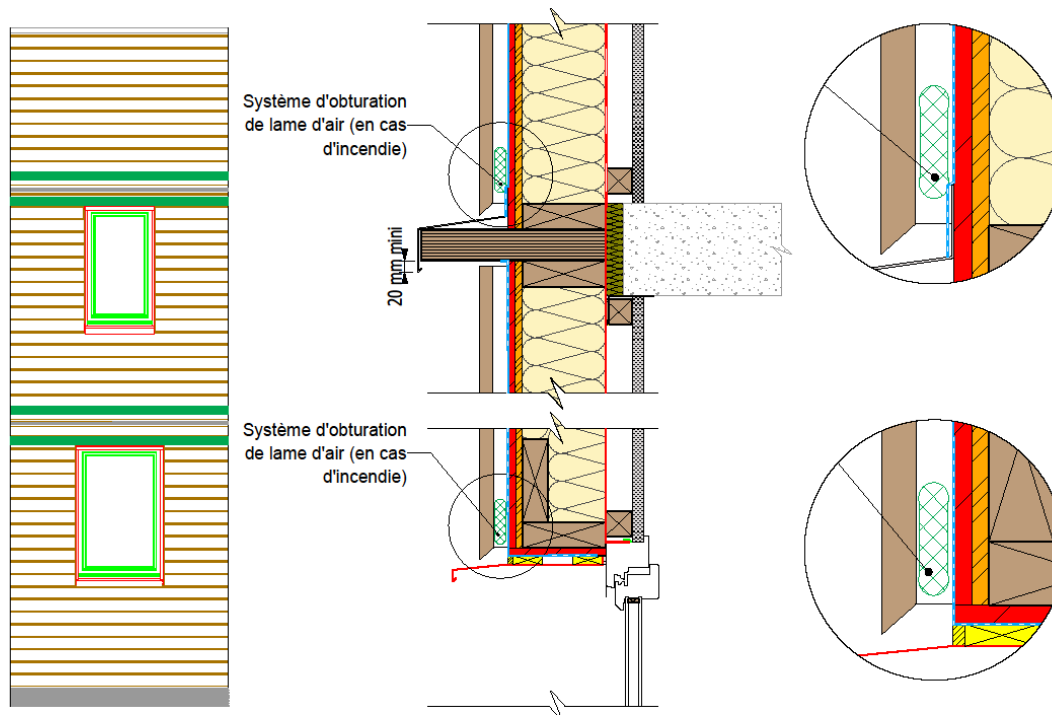 Système d'obturation
de lame d'air (en cas
d'incendie)
20 mm mini
Système d'obturation
de lame d'air (en cas
d'incendie)